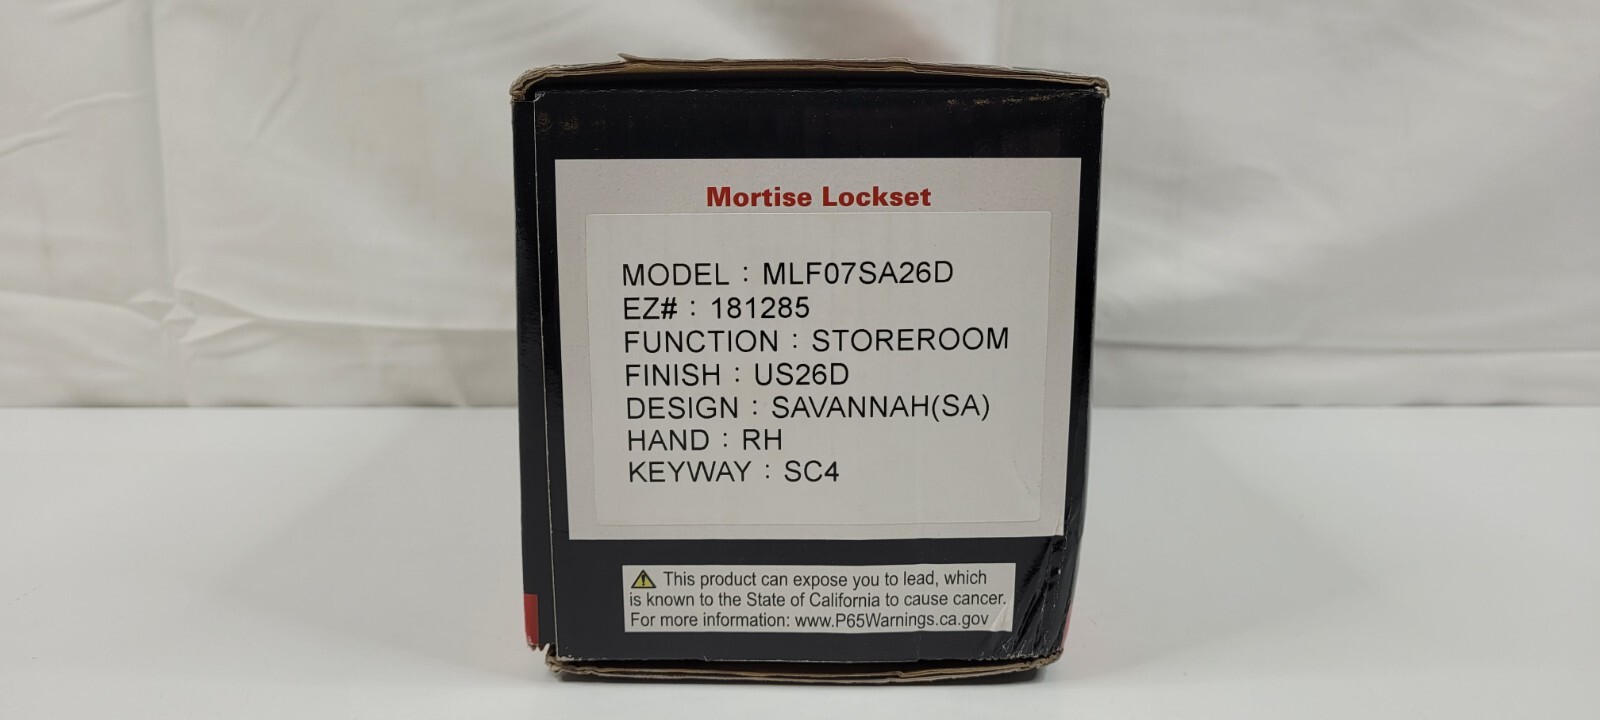 Mortise Lockset
MODEL : MLF07SA26D
EZ# : 181285
FUNCTION : STOREROOM
FINISH : US26D
DESIGN : SAVANNAH(SA)
HAND : RH
KEYWAY : SC4
This product can expose you to lead, which
is known to the State of California to cause cancer.
For more information: www.P65Warnings.ca.gov